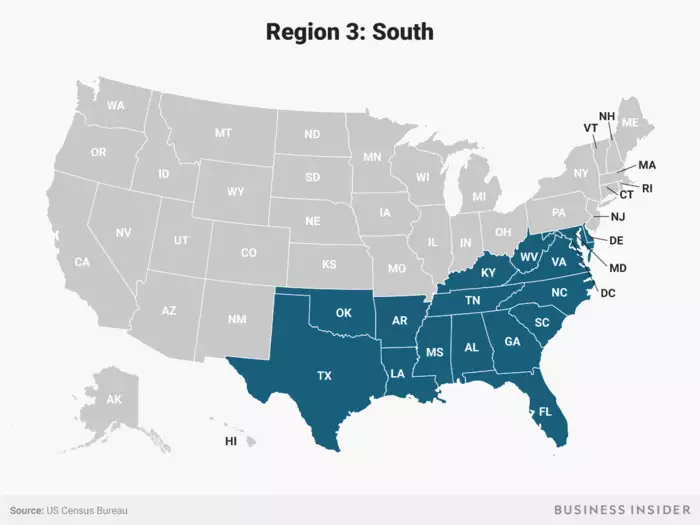 Region 3: South
WA
MT
ND
MN
VT
NH
ME
OR
ID
WY
SD
WI
MI
NY
MA
RI
CT
NV
UT
CO
NE
IA
IL
IN
OH
PA
NJ
CA
KS
MO
KY
WV
VA
DE
MD
DC
AZ
NM
OK
AR
TN
NC
SC
TX
LA
MS
AL
GA
FL
AK
HI
Source: US Census Bureau
BUSINESS INSIDER